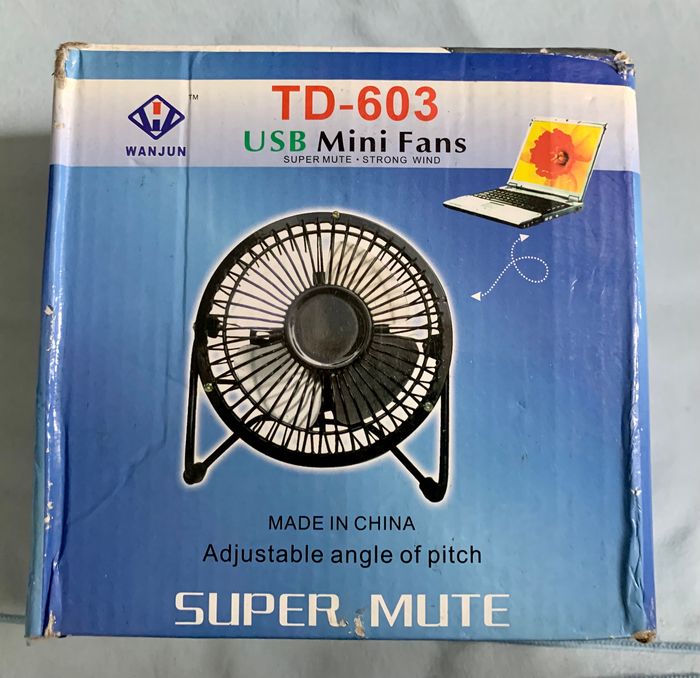 TM
WANJUN
TD-603
USB Mini Fans
SUPER MUTE • STRONG WIND
MADE IN CHINA
Adjustable angle of pitch
SUPER MUTE